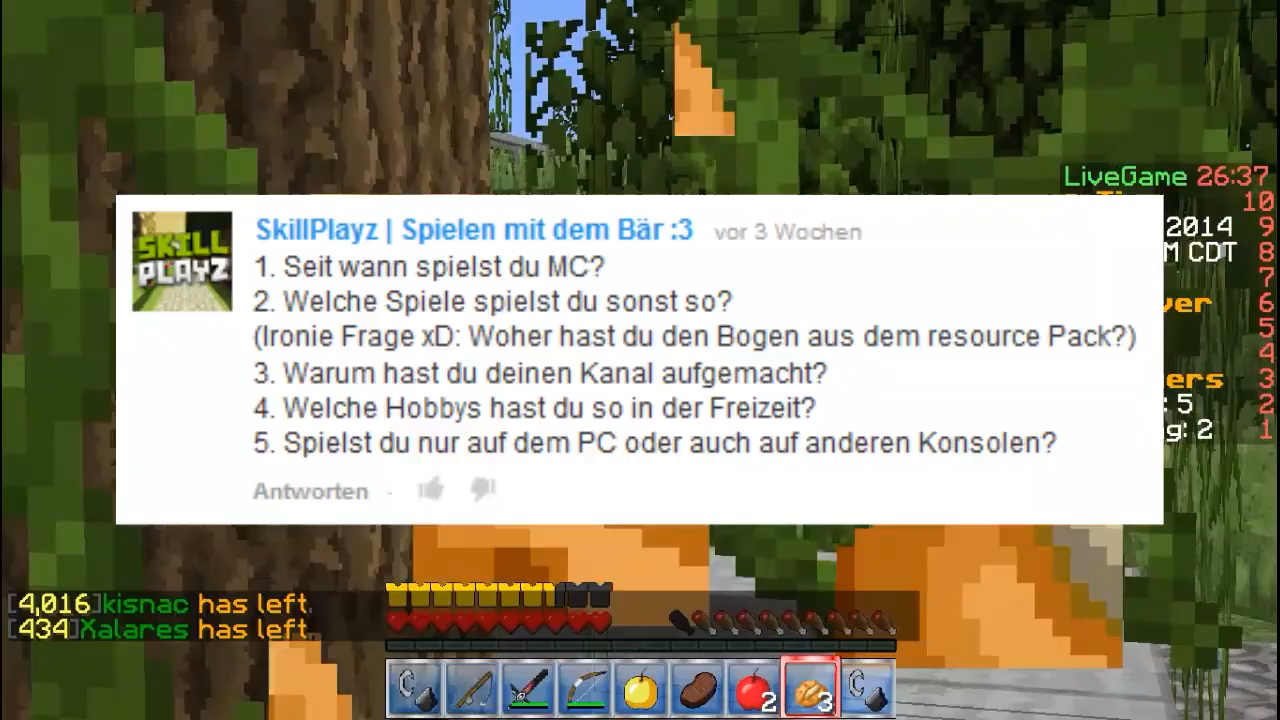 LiveGame 26:37
10
2014 9
M CDT 8
7
ver 6
5
4
ers 3
: 5 2
g: 2 1
SKILL
PLAYZ
SkillPlayz | Spielen mit dem Bär :3 vor 3 Wochen
1. Seit wann spielst du MC?
2. Welche Spiele spielst du sonst so?
(Ironie Frage xD: Woher hast du den Bogen aus dem resource Pack?)
3. Warum hast du deinen Kanal aufgemacht?
4. Welche Hobbys hast du so in der Freizeit?
5. Spielst du nur auf dem PC oder auch auf anderen Konsolen?
Antworten ·
[4,016]kisnac has left.
[434]Xalares has left.
2
3